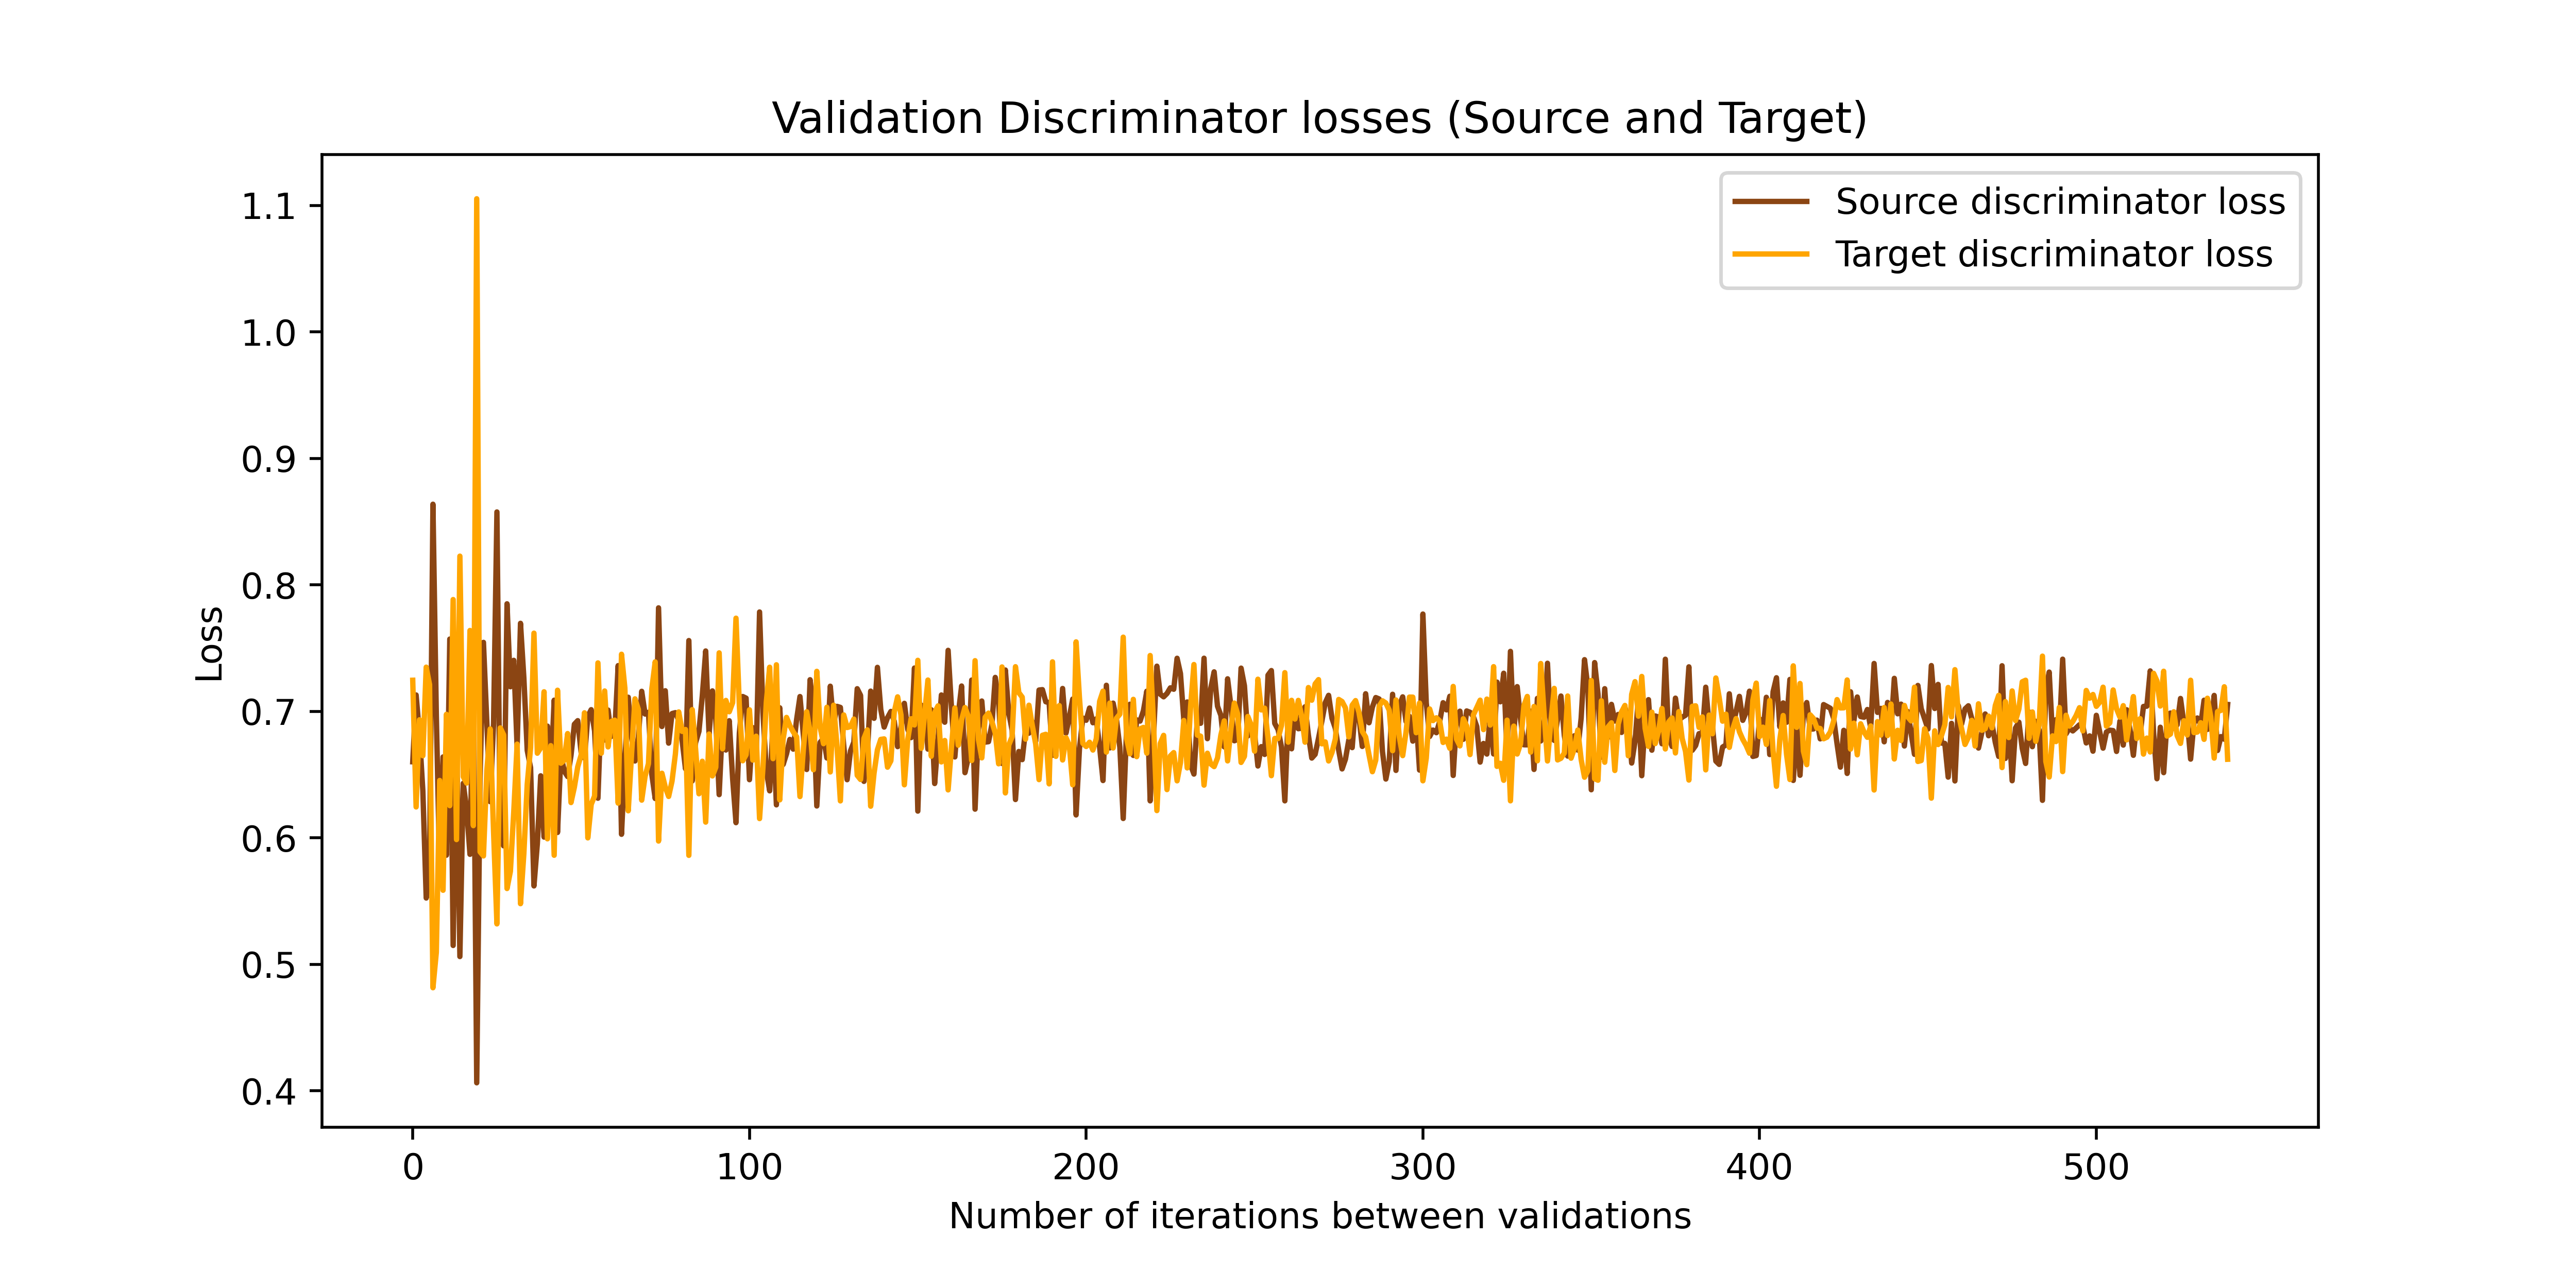 Validation Discriminator losses (Source and Target)
Source discriminator loss
Target discriminator loss
1.1
1.0
0.9
0.8
0.7
0.6
0.5
0.4
Loss
0 100 200 300 400 500
Number of iterations between validations